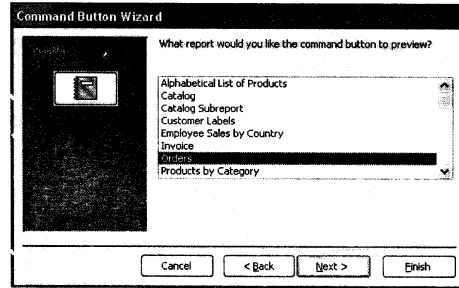 Command Button Wizard
What report would you like the command button to preview?
Alphabetical List of Products
Catalog
Catalog Subreport
Customer Labels
Employee Sales by Country
Invoice
Orders
Products by Category
Cancel
< Back
Next >
Finish